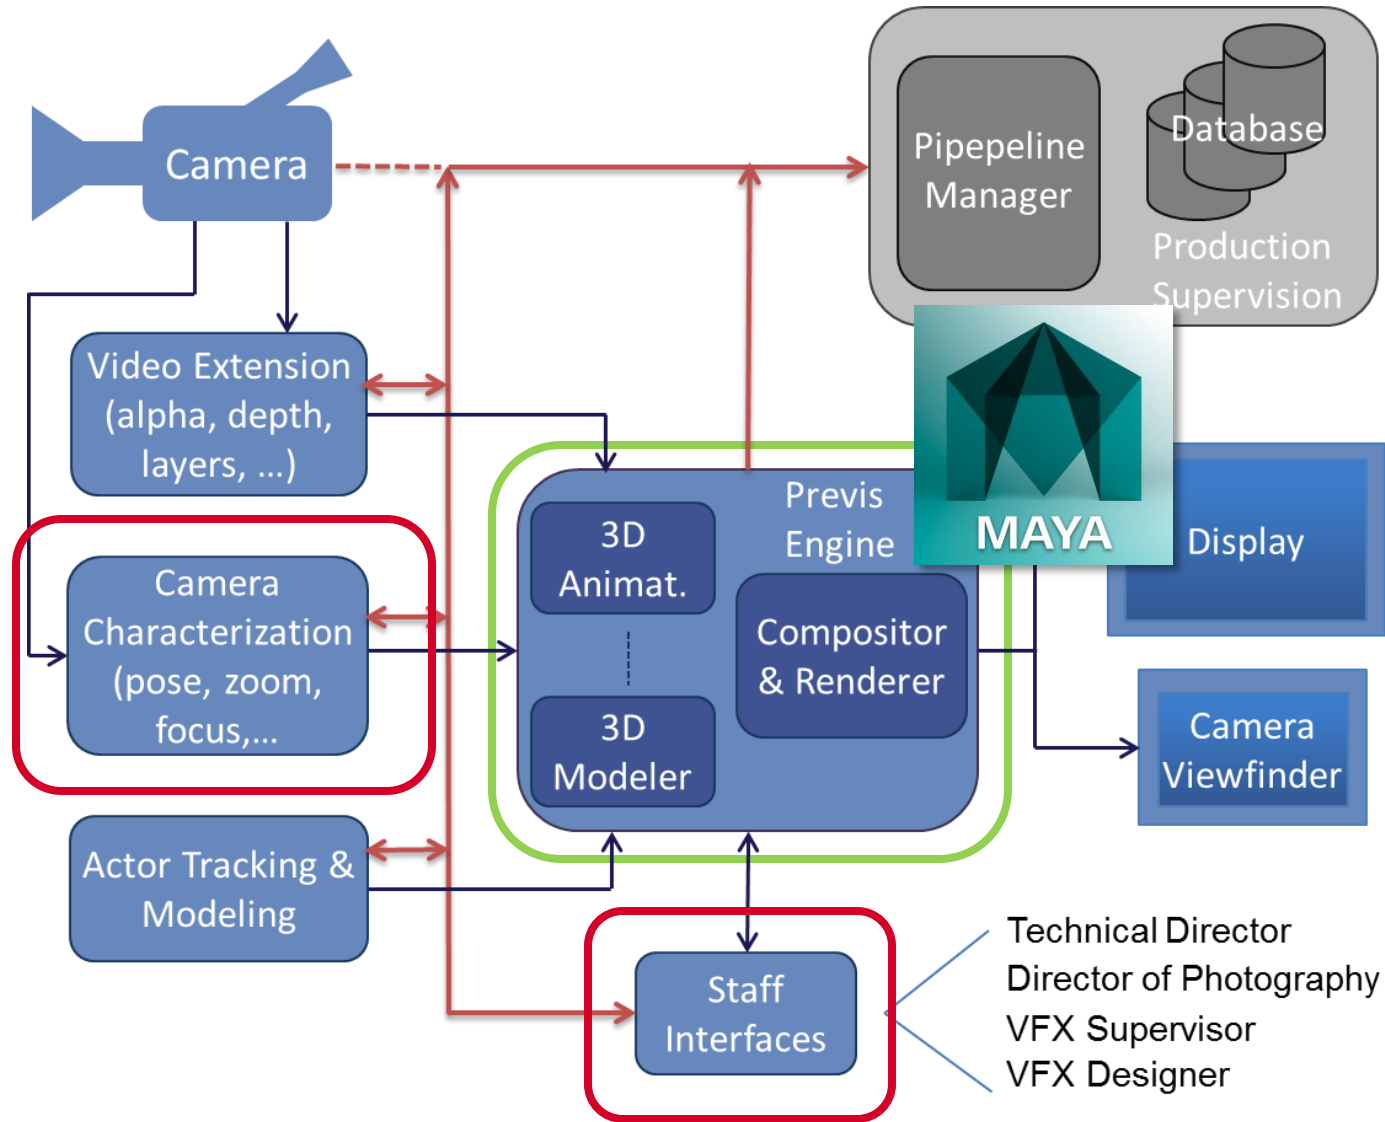 Camera
Pipepeline
Manager
Database
Production
Supervision
Video Extension
(alpha, depth,
layers, ...)
Previs
Engine
MAYA
3D
Animat.
Display
Camera
Characterization
(pose, zoom,
focus,...
Compositor
& Renderer
3D
Modeler
Camera
Viewfinder
Actor Tracking &
Modeling
Staff
Interfaces
Technical Director
Director of Photography
VFX Supervisor
VFX Designer